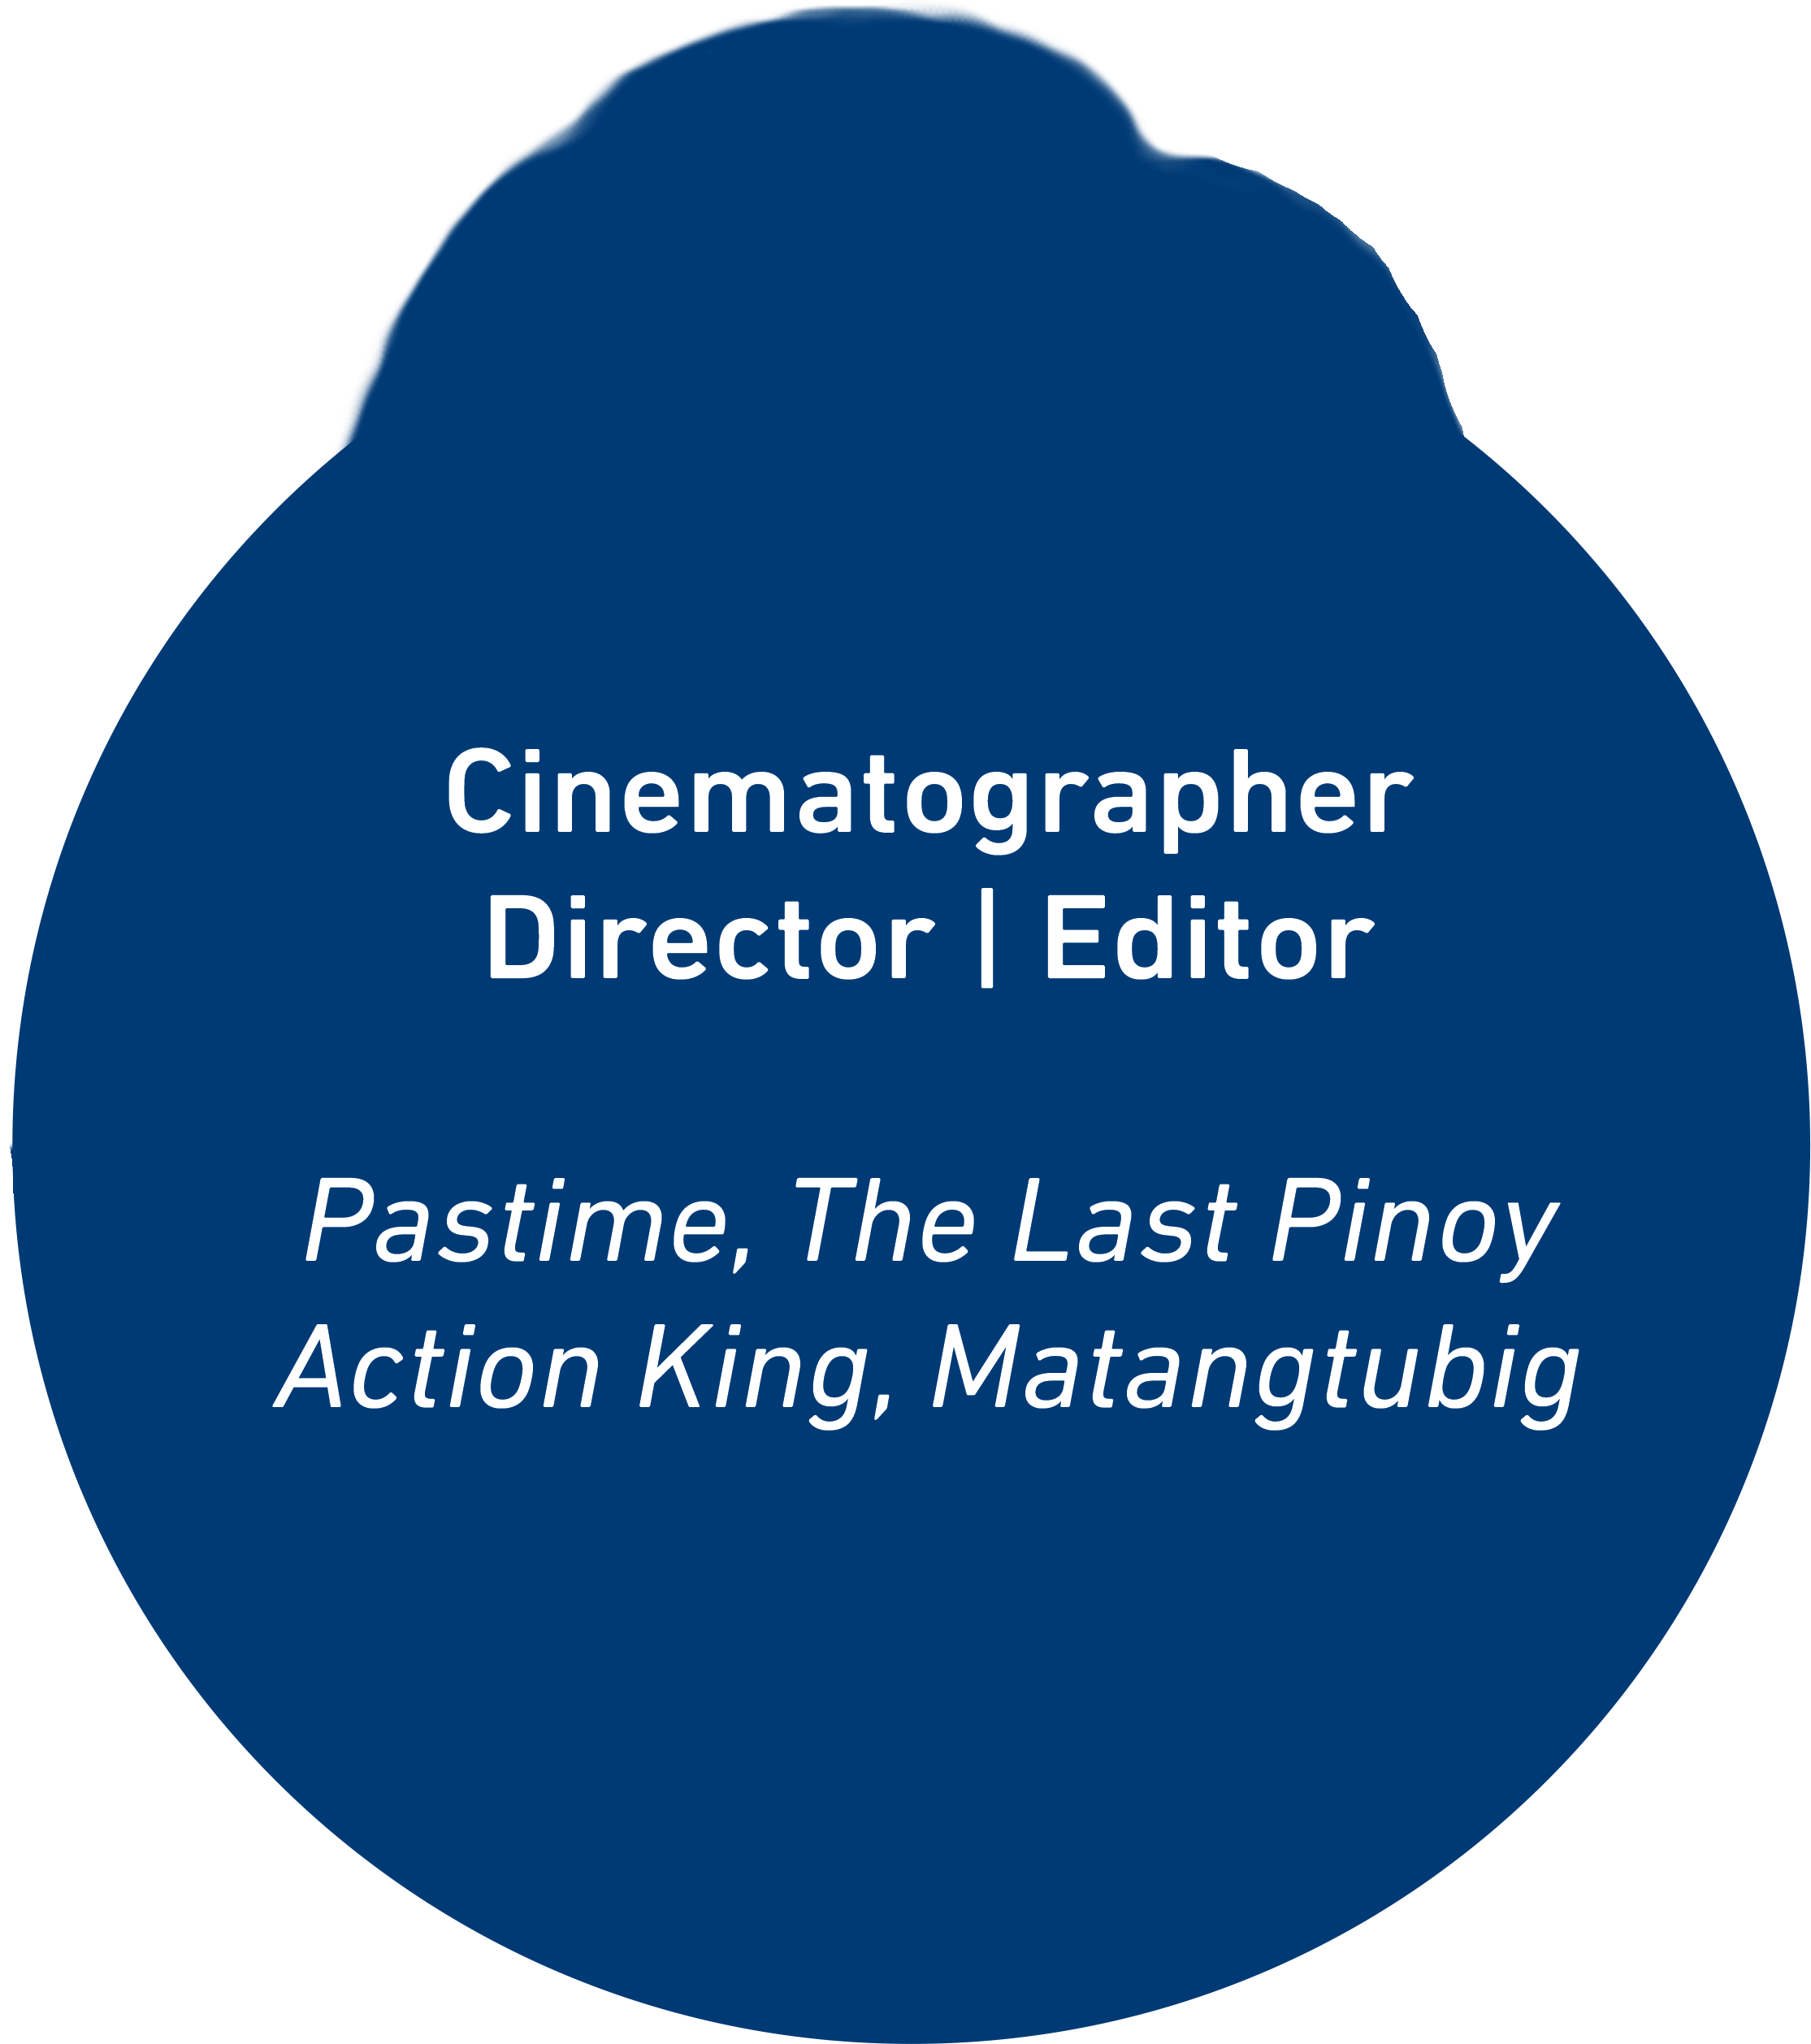 Cinematographer
Director | Editor
Pastime, The Last Pinoy
Action King, Matangtubig